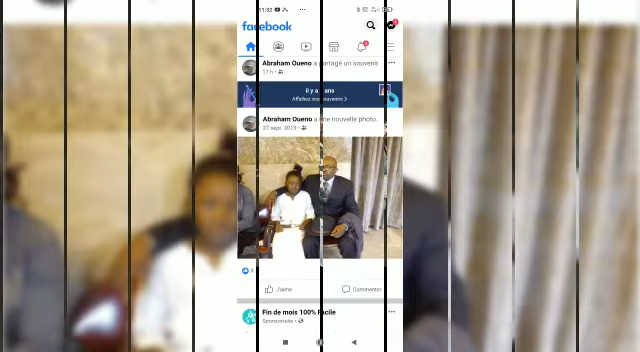 11:32
facebook
Abraham Oueno a partagé un souvenir.
17 h
il y a ans
Affichez vos souvenirs >
Abraham Oueno a une nouvelle photo.
27 sept. 2013
J'aime
Commenter
Fin de mois 100% Facile
Sponsorisée